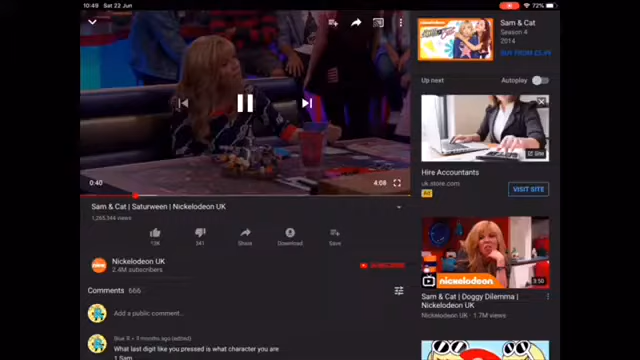 10:49 Sat 22 Jun
72%
0:40
4:08
Sam & Cat | Saturween | Nickelodeon UK
1,265,344 views
13K
341
Share
Download
Save
Nickelodeon UK
2.4M subscribers
Comments 666
Add a public comment...
What last digit like you pressed is what character you are
1.Sam
Sam & Cat
Season 4
2014
Up next
Autoplay
Ad
Hire Accountants
uk.store.com
Ad
VISIT SITE
nickelodeon
3:50
Sam & Cat | Doggy Dilemma |
Nickelodeon UK
Nickelodeon UK · 1.7M views